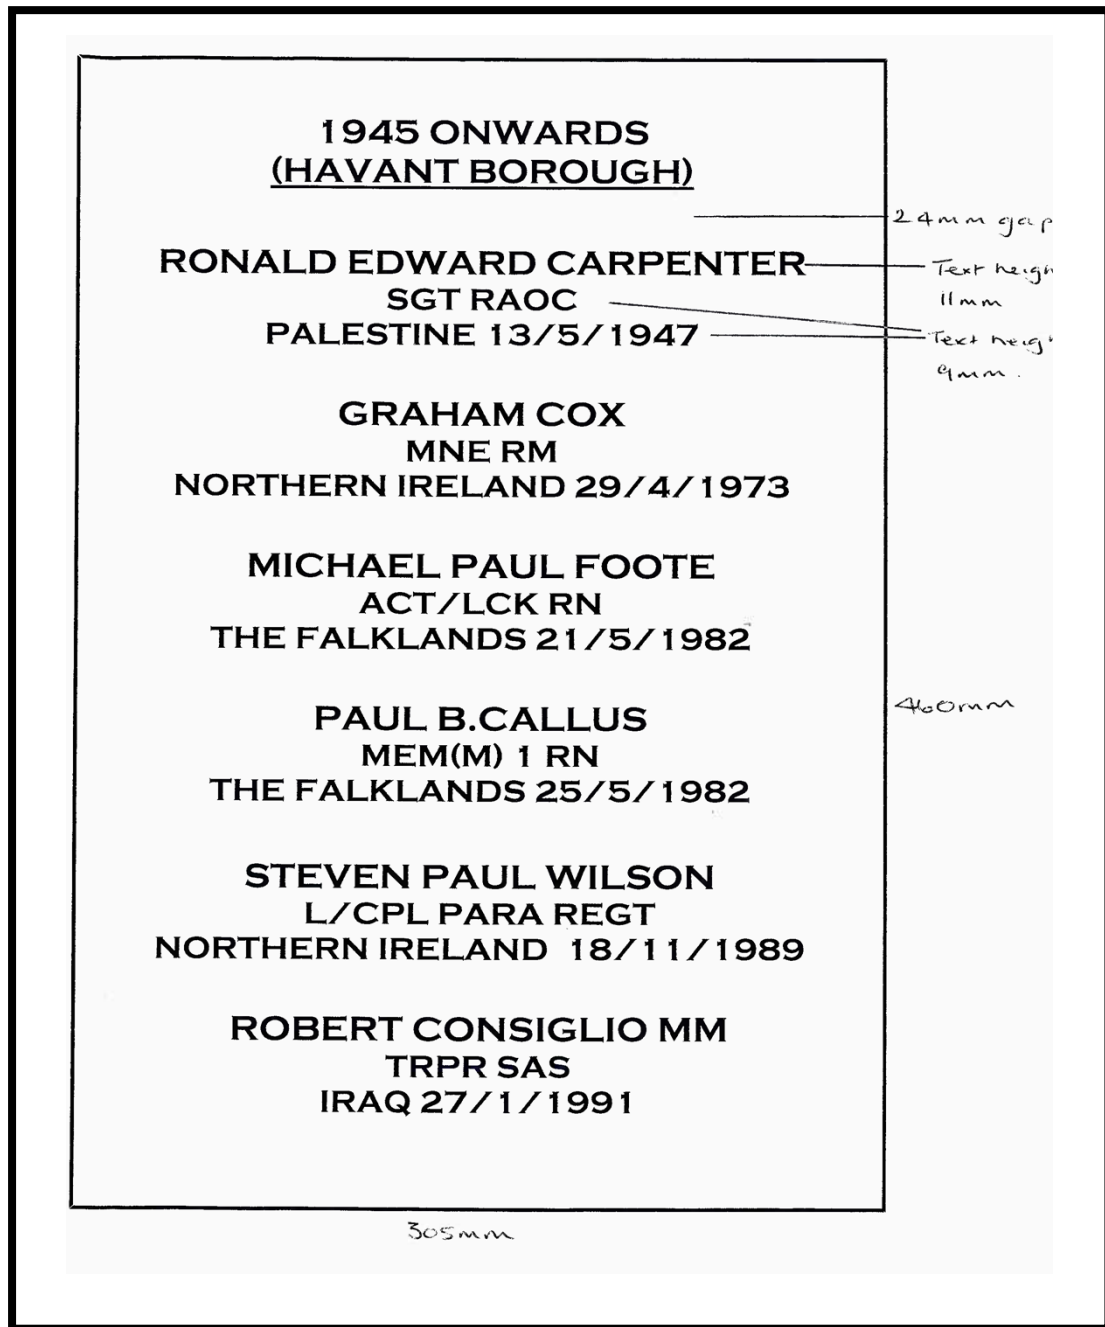 1945 ONWARDS
(HAVANT BOROUGH)
24mm gap
RONALD EDWARD CARPENTER
Text heigh
11mm
SGT RAOC
PALESTINE 13/5/1947
Text heigh
9mm.
GRAHAM COX
MNE RM
NORTHERN IRELAND 29/4/1973
MICHAEL PAUL FOOTE
ACT/LCK RN
THE FALKLANDS 21/5/1982
PAUL B.CALLUS
460mm
MEM(M) 1 RN
THE FALKLANDS 25/5/1982
STEVEN PAUL WILSON
L/CPL PARA REGT
NORTHERN IRELAND 18/11/1989
ROBERT CONSIGLIO MM
TRPR SAS
IRAQ 27/1/1991
305mm